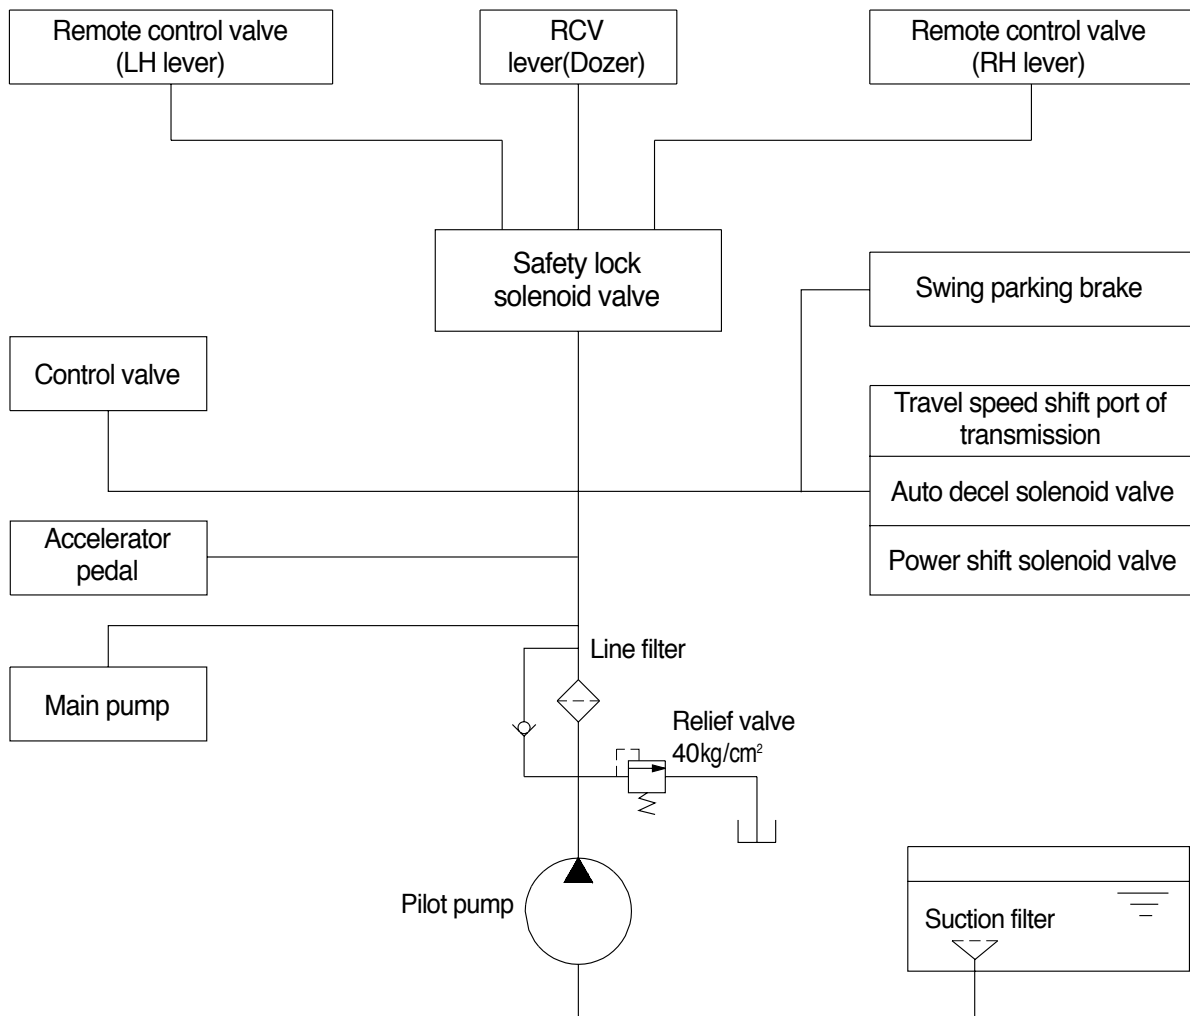 Remote control valve
(LH lever)
RCV
lever(Dozer)
Remote control valve
(RH lever)
Safety lock
solenoid valve
Swing parking brake
Control valve
Travel speed shift port of
transmission
Auto decel solenoid valve
Accelerator
pedal
Power shift solenoid valve
Line filter
Main pump
Relief valve
40kg/cm²
Pilot pump
Suction filter